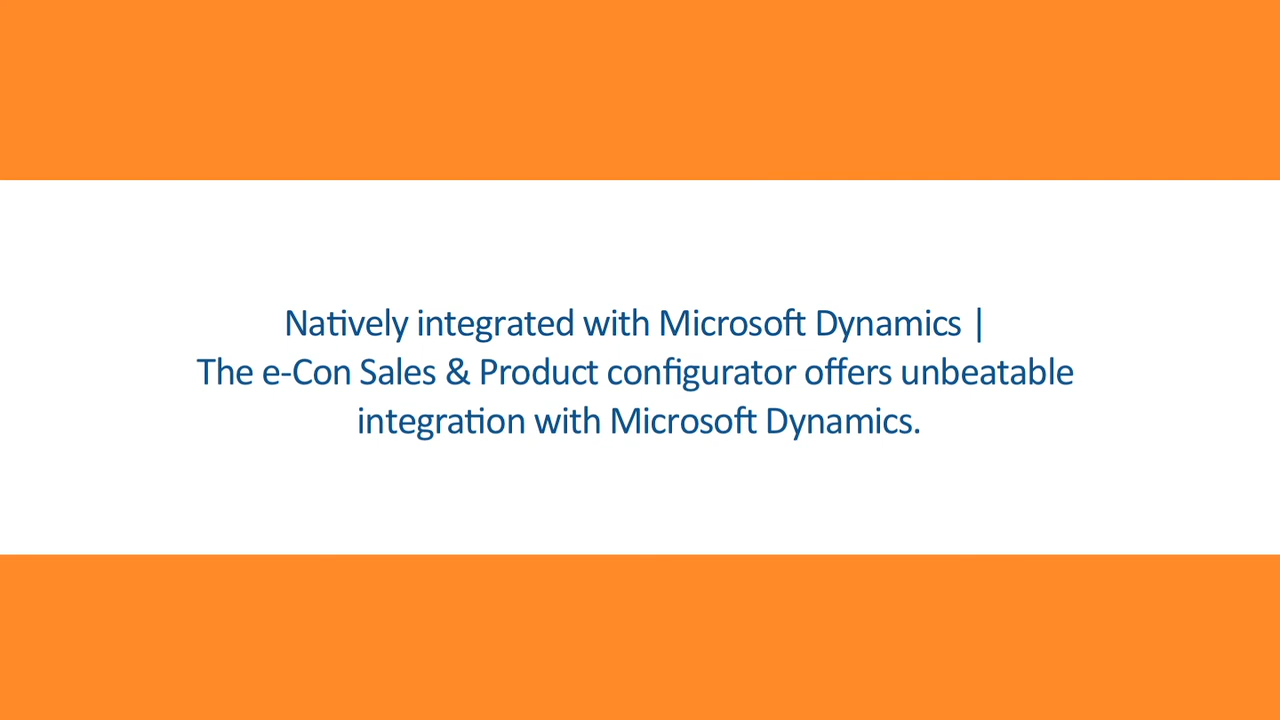 Natively integrated with Microsoft Dynamics |
The e-Con Sales & Product configurator offers unbeatable
integration with Microsoft Dynamics.